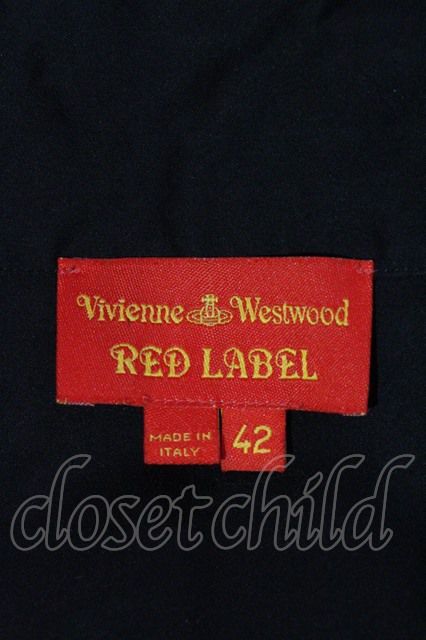 Vivienne Westwood
RED LABEL
MADE IN
ITALY
42
closetchild